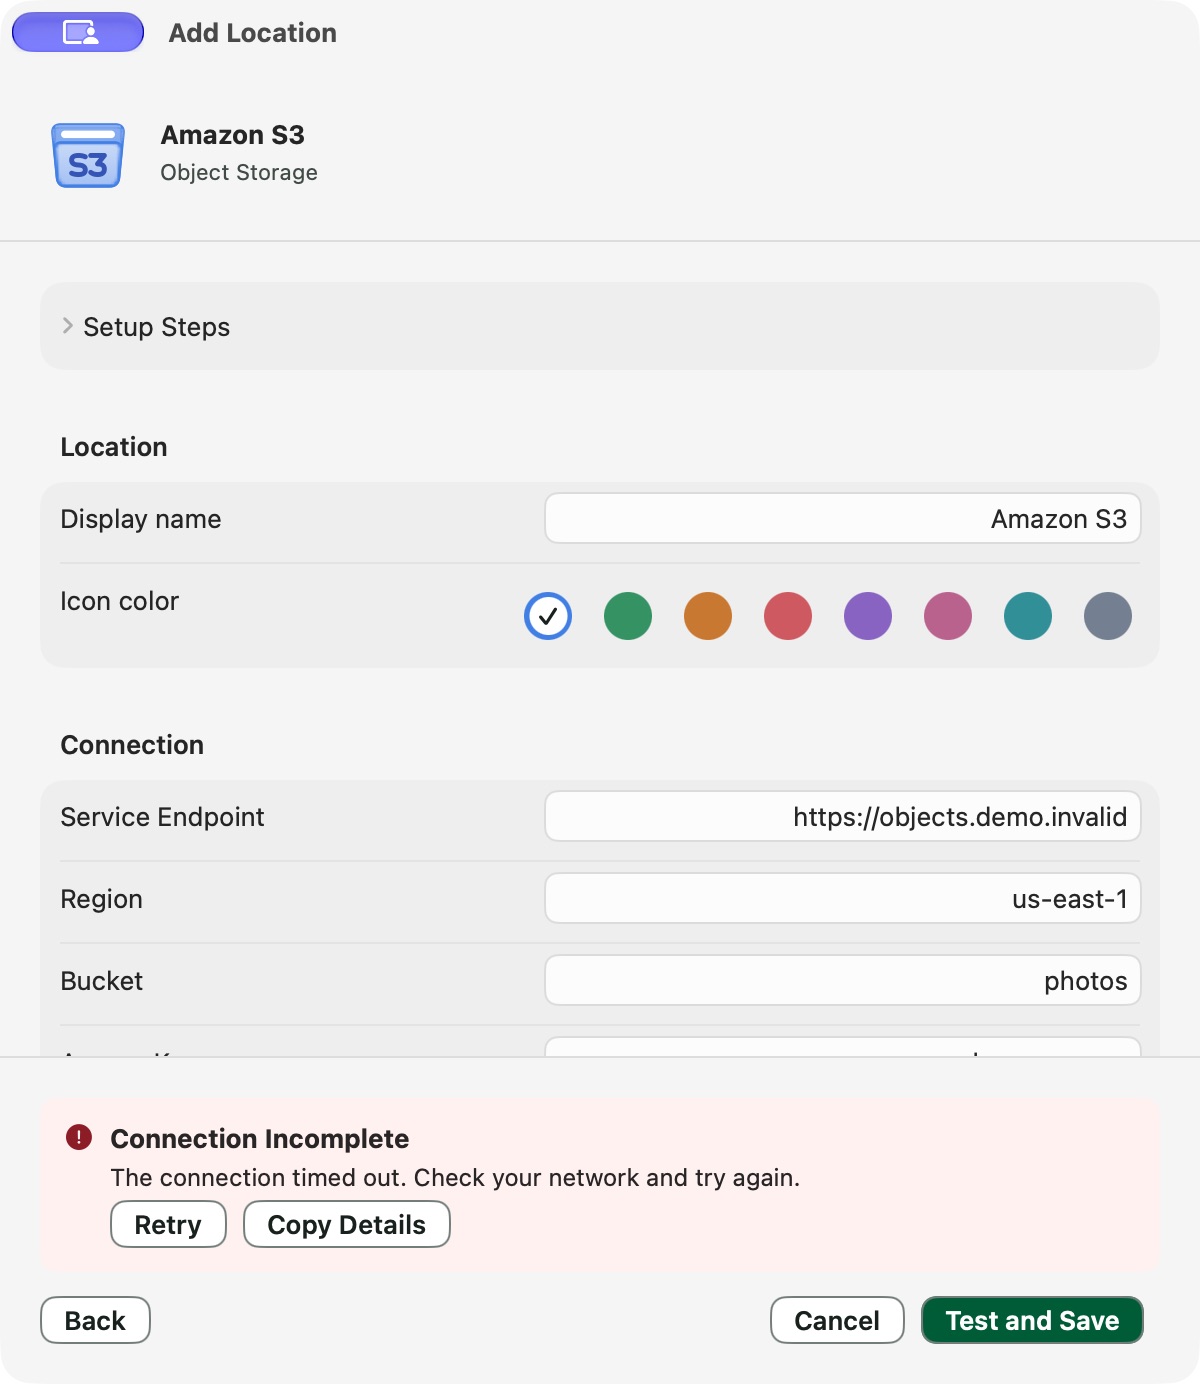 Add Location
S3
Amazon S3
Object Storage
Setup Steps
Location
Display name
Amazon S3
Icon color
Connection
Service Endpoint
https://objects.demo.invalid
Region
us-east-1
Bucket
photos
Connection Incomplete
The connection timed out. Check your network and try again.
Retry
Copy Details
Back
Cancel
Test and Save